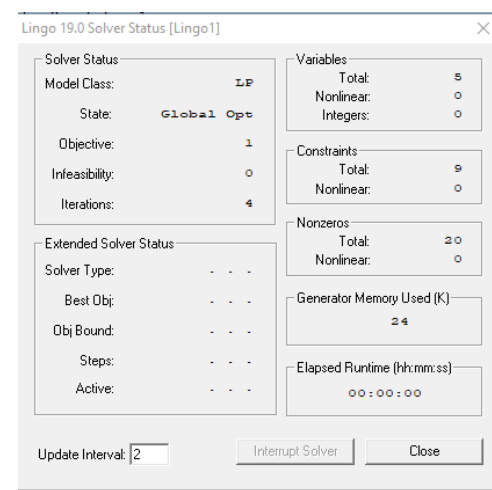 Lingo 19.0 Solver Status [Lingo1]
Solver Status
Model Class: LP
State: Global Opt
Objective: 1
Infeasibility: 0
Iterations: 4
Extended Solver Status
Solver Type: . . .
Best Obj: . . .
Obj Bound: . . .
Steps: . . .
Active: . . .
Variables
Total: 5
Nonlinear: 0
Integers: 0
Constraints
Total: 9
Nonlinear: 0
Nonzeros
Total: 20
Nonlinear: 0
Generator Memory Used (K)
24
Elapsed Runtime (hh:mm:ss)
00:00:00
Update Interval: 2
Interrupt Solver
Close